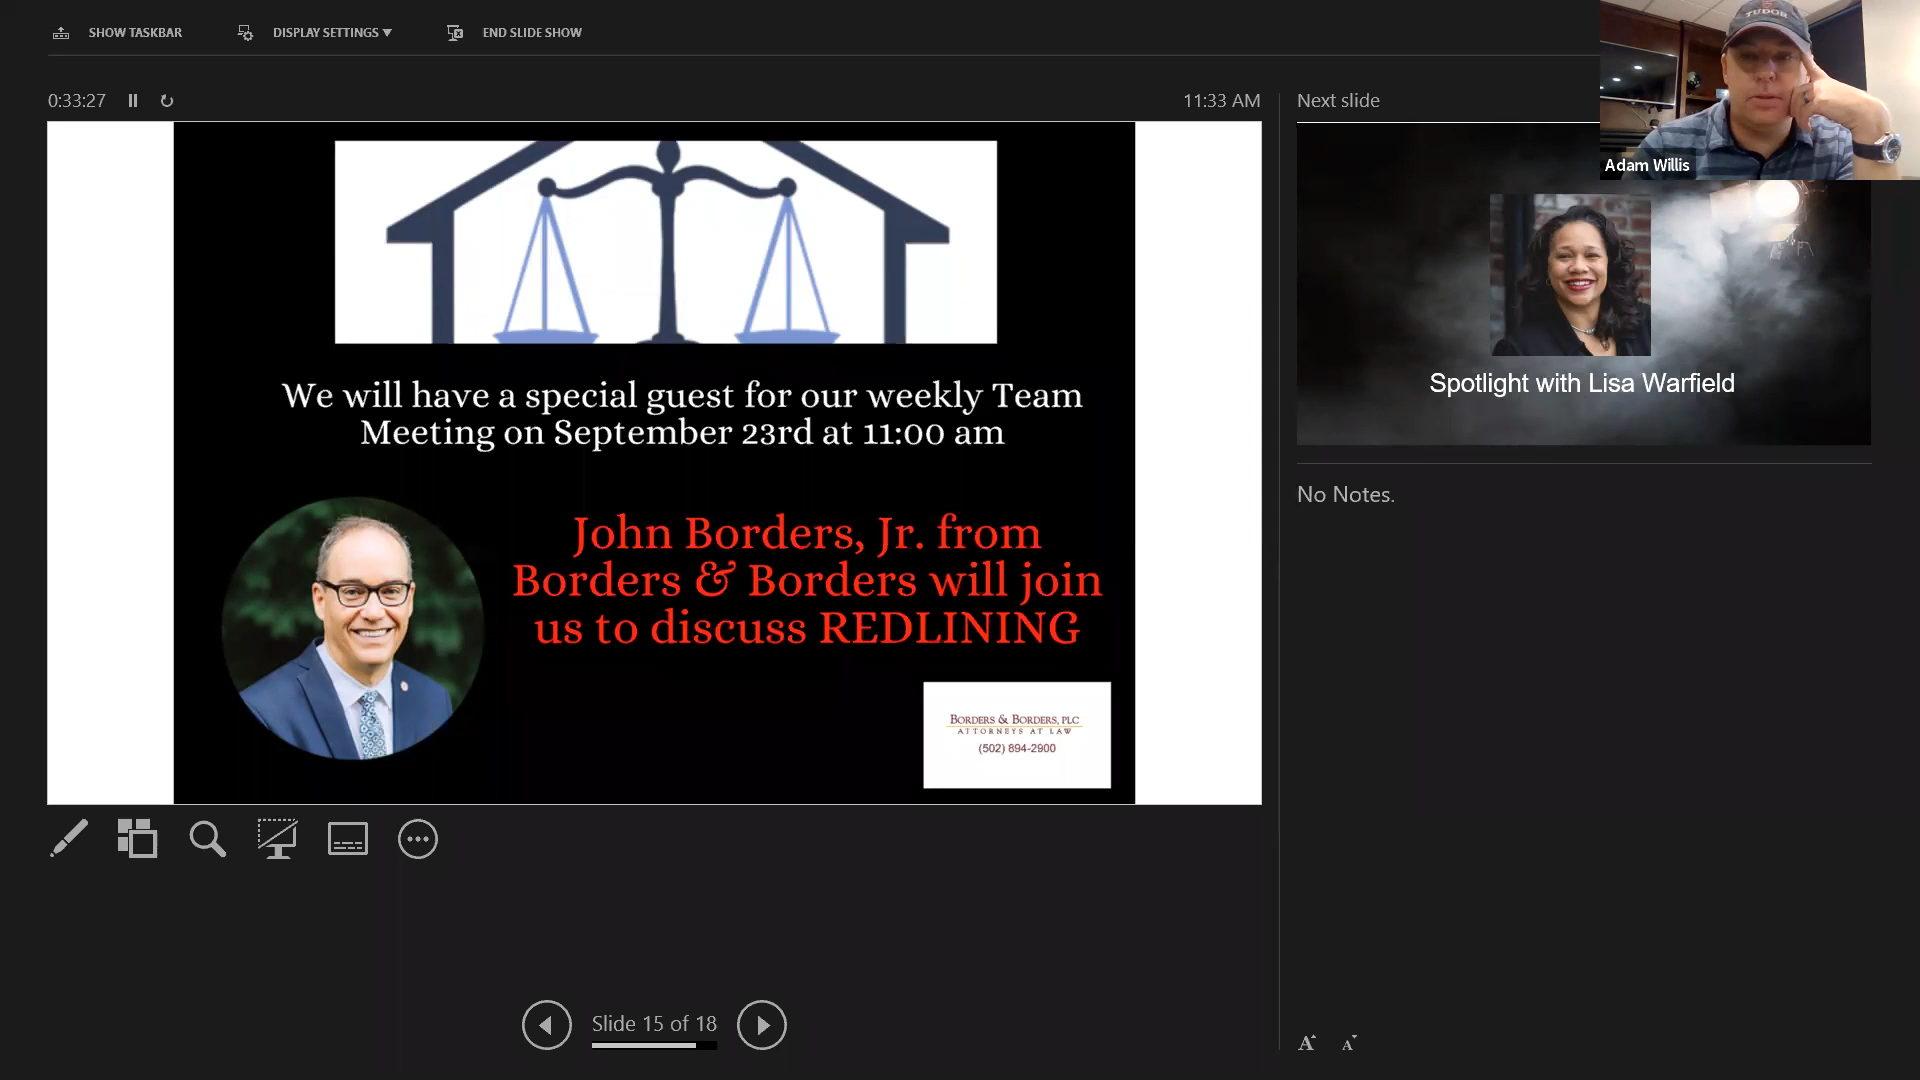 SHOW TASKBAR
DISPLAY SETTINGS ▼
END SLIDE SHOW
0:33:27
11:33 AM
Next slide
TUDOR
Adam Willis
We will have a special guest for our weekly Team
Meeting on September 23rd at 11:00 am
John Borders, Jr. from
Borders & Borders will join
us to discuss REDLINING
BORDERS & BORDERS, PLC
ATTORNEYS AT LAW
(502) 894-2900
Spotlight with Lisa Warfield
No Notes.
Slide 15 of 18
A A